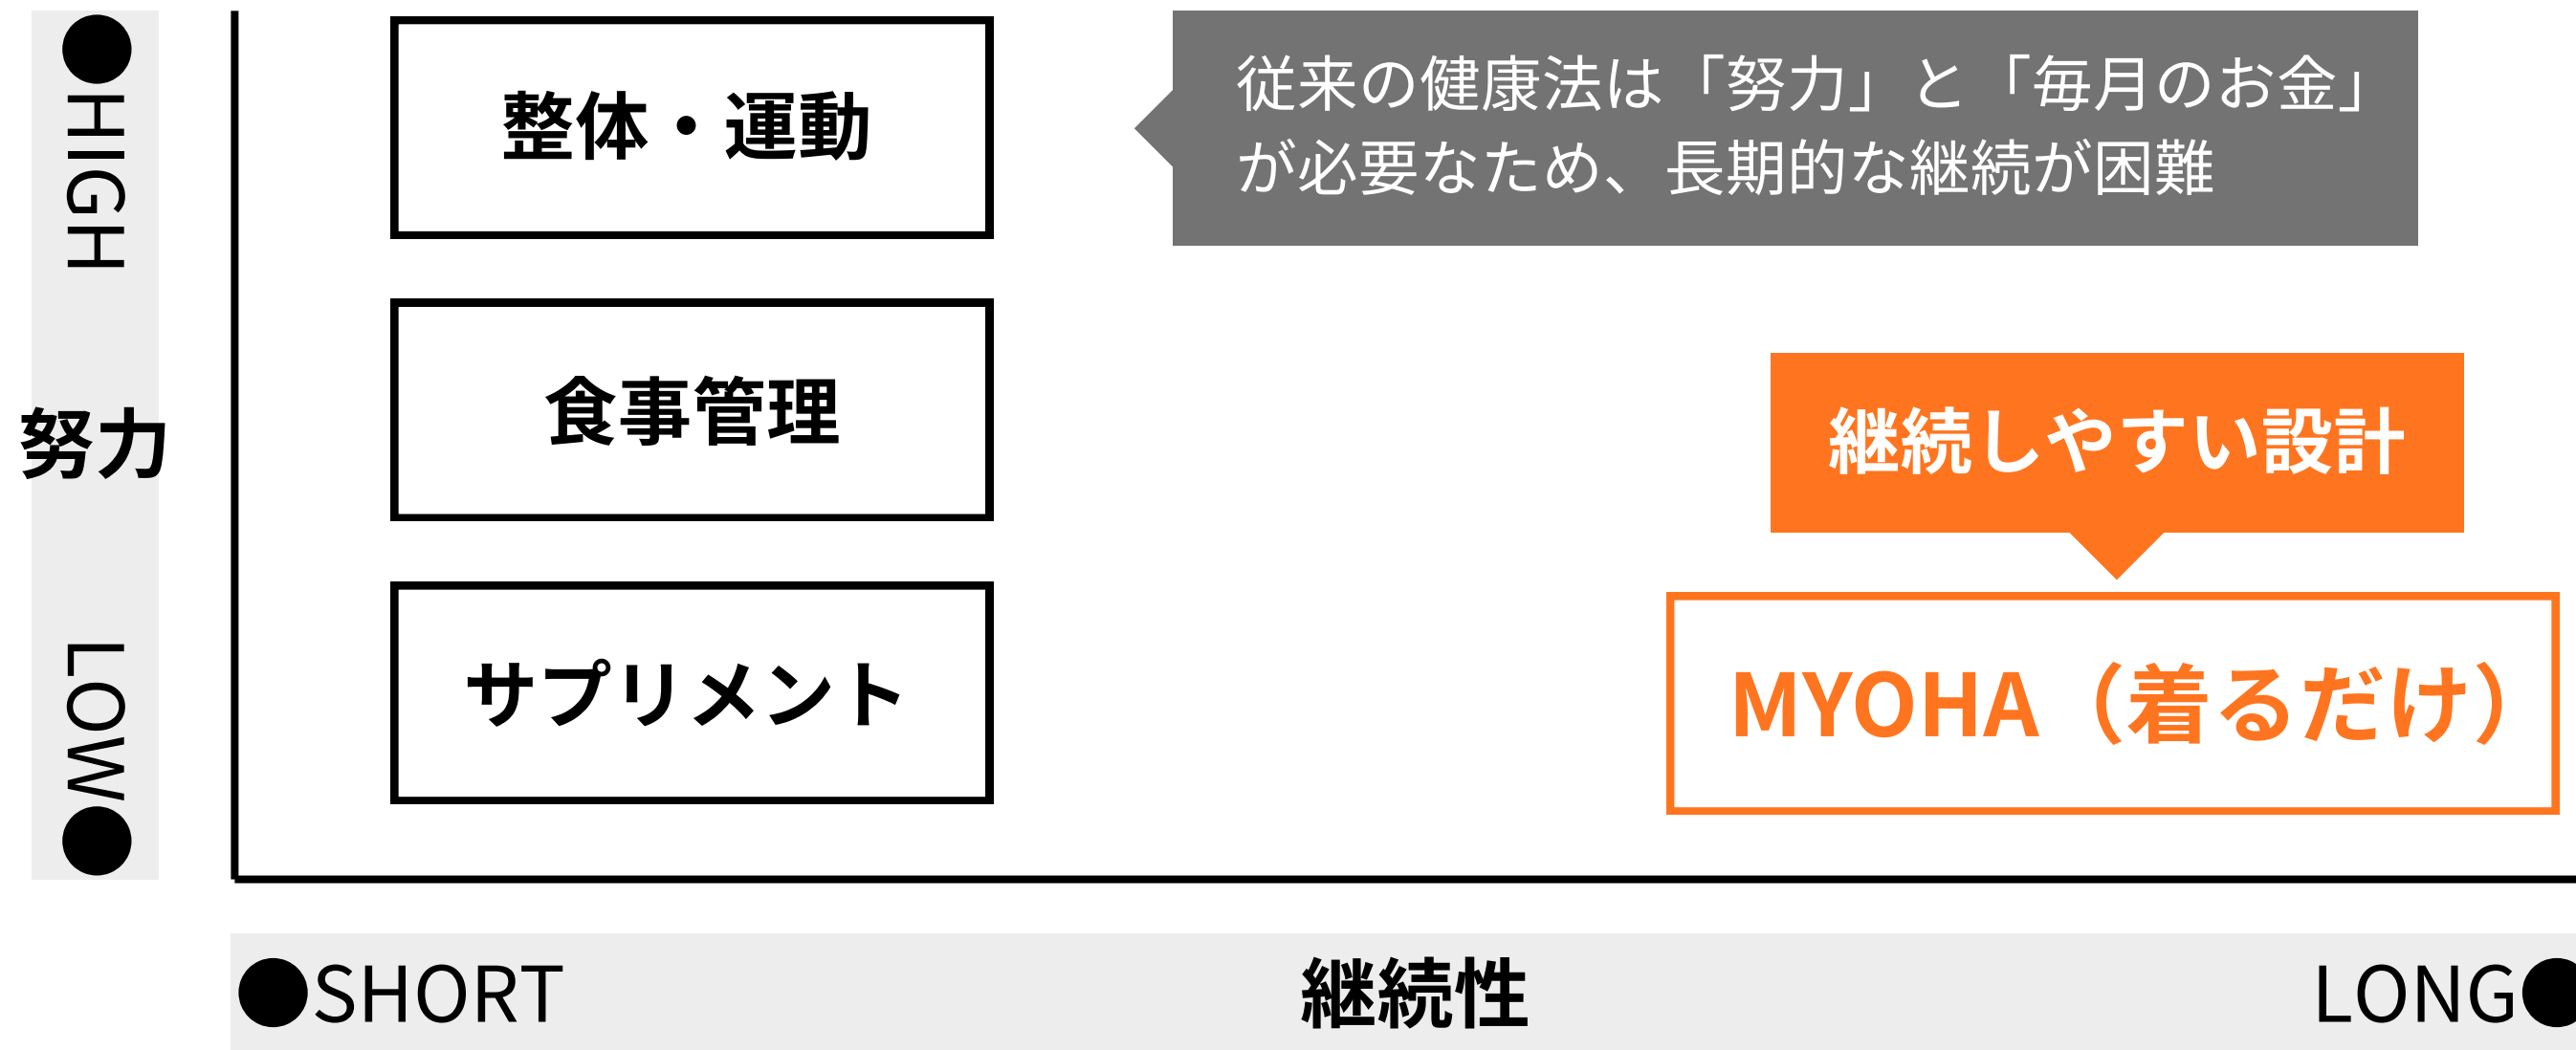 ●HIGH
努力
LOW●
整体・運動
従来の健康法は「努力」と「毎月のお金」
が必要なため、長期的な継続が困難
食事管理
継続しやすい設計
サプリメント
MYOHA（着るだけ）
●SHORT
継続性
LONG●